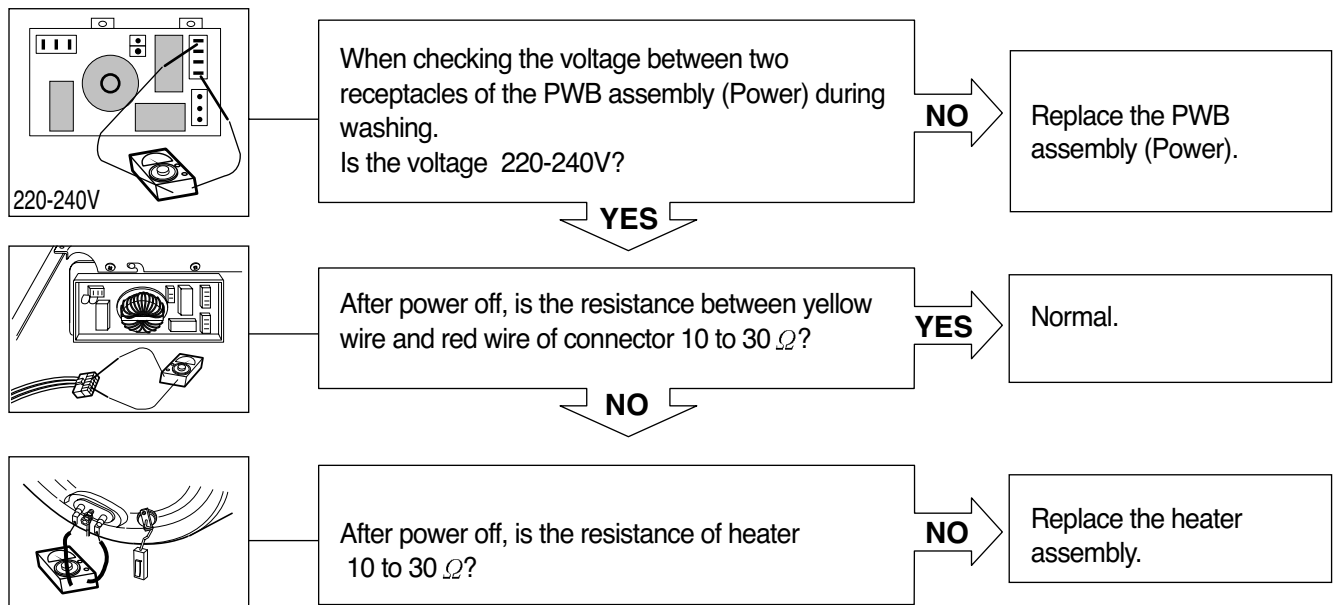 220-240V
When checking the voltage between two
receptacles of the PWB assembly (Power) during
washing.
Is the voltage 220-240V?
NO
Replace the PWB
assembly (Power).
YES
After power off, is the resistance between yellow
wire and red wire of connector 10 to 30 Ω?
YES
Normal.
NO
After power off, is the resistance of heater
10 to 30 Ω?
NO
Replace the heater
assembly.